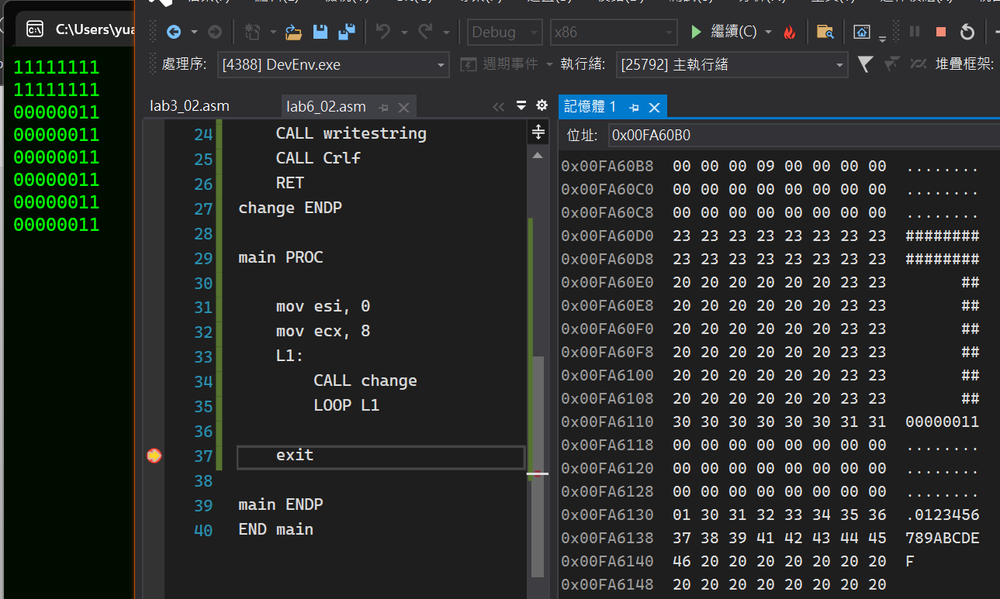 C:\Users\yua
Debug
x86
繼續(C)
處理序:
[4388] DevEnv.exe
週期事件
執行緒:
[25792] 主執行緒
堆疊框架:
11111111
11111111
00000011
00000011
00000011
00000011
00000011
00000011
lab3_02.asm
lab6_02.asm
24 CALL writestring
25 CALL Crlf
26 RET
27 change ENDP
28
29 main PROC
30
31 mov esi, 0
32 mov ecx, 8
33 L1:
34 CALL change
35 LOOP L1
36
37 exit
38
39 main ENDP
40 END main
記憶體 1
位址: 0x00FA60B0
0x00FA60B8 00 00 00 09 00 00 00 00 ........
0x00FA60C0 00 00 00 00 00 00 00 00 ........
0x00FA60C8 00 00 00 00 00 00 00 00 ........
0x00FA60D0 23 23 23 23 23 23 23 23 ########
0x00FA60D8 23 23 23 23 23 23 23 23 ########
0x00FA60E0 20 20 20 20 20 20 23 23 ##
0x00FA60E8 20 20 20 20 20 20 23 23 ##
0x00FA60F0 20 20 20 20 20 20 23 23 ##
0x00FA60F8 20 20 20 20 20 20 23 23 ##
0x00FA6100 20 20 20 20 20 20 23 23 ##
0x00FA6108 20 20 20 20 20 20 23 23 ##
0x00FA6110 30 30 30 30 30 30 31 31 00000011
0x00FA6118 00 00 00 00 00 00 00 00 ........
0x00FA6120 00 00 00 00 00 00 00 00 ........
0x00FA6128 00 00 00 00 00 00 00 00 ........
0x00FA6130 01 30 31 32 33 34 35 36 .0123456
0x00FA6138 37 38 39 41 42 43 44 45 789ABCDE
0x00FA6140 46 20 20 20 20 20 20 20 F
0x00FA6148 20 20 20 20 20 20 20 20